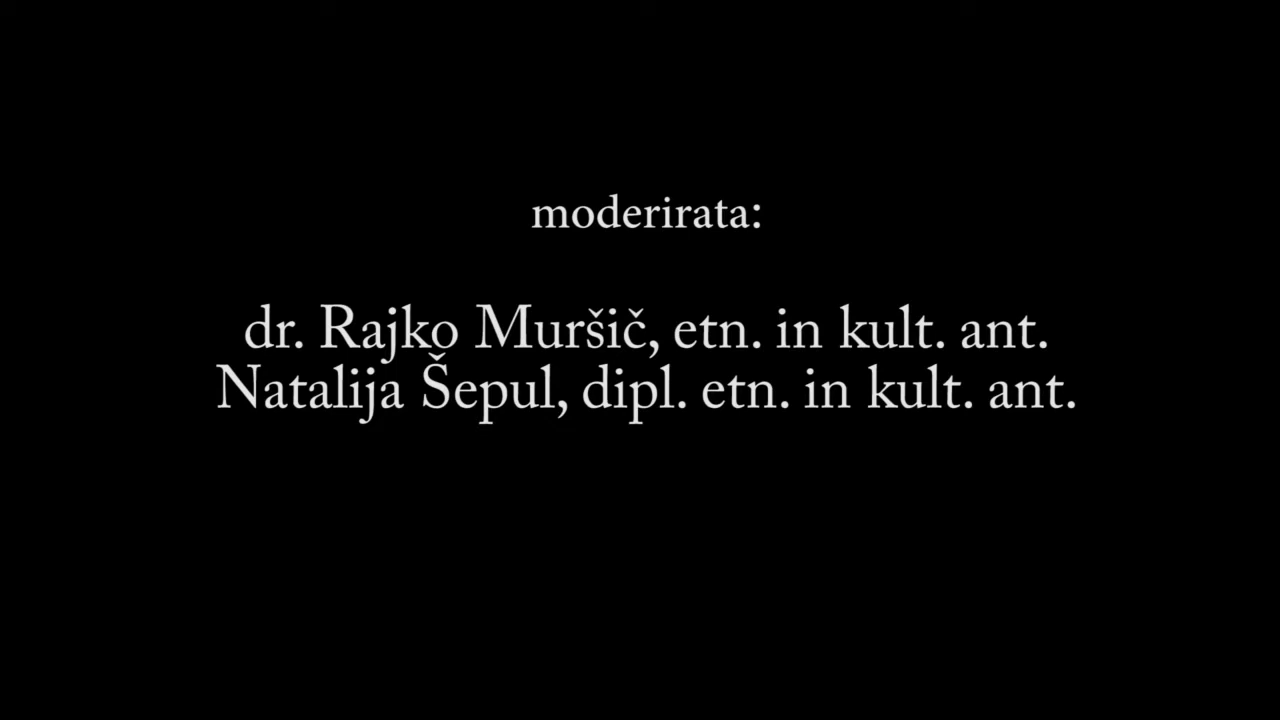 moderirata:
dr. Rajko Muršič, etn. in kult. ant.
Natalija Šepul, dipl. etn. in kult. ant.